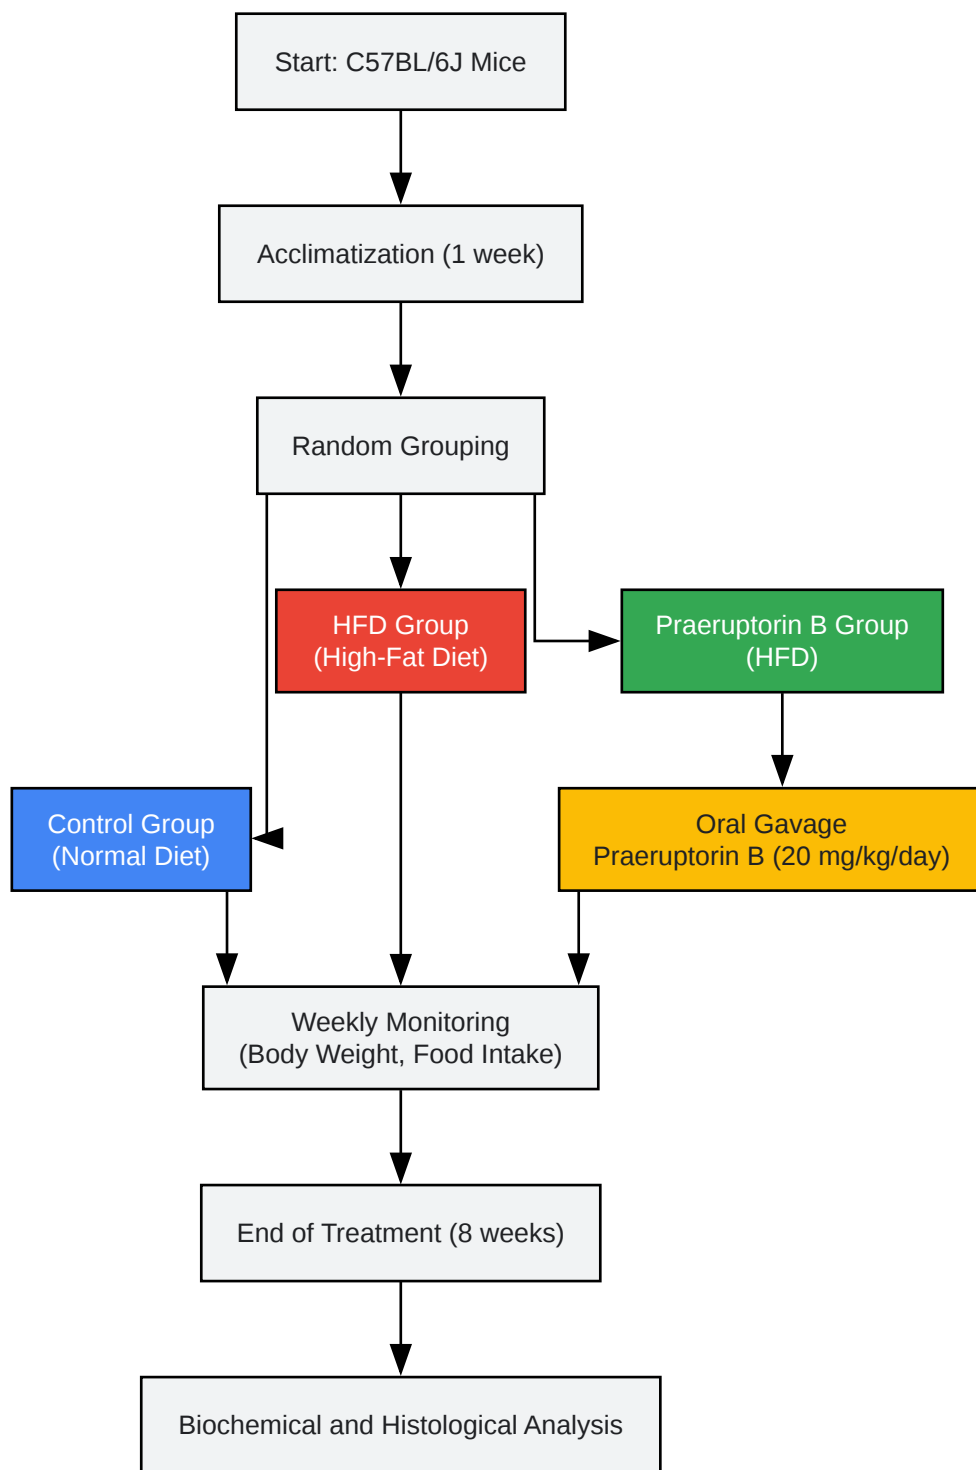 Start: C57BL/6J Mice
Acclimatization (1 week)
Random Grouping
HFD Group
(High-Fat Diet)
Praeruptorin B Group
(HFD)
Control Group
(Normal Diet)
Oral Gavage
Praeruptorin B (20 mg/kg/day)
Weekly Monitoring
(Body Weight, Food Intake)
End of Treatment (8 weeks)
Biochemical and Histological Analysis